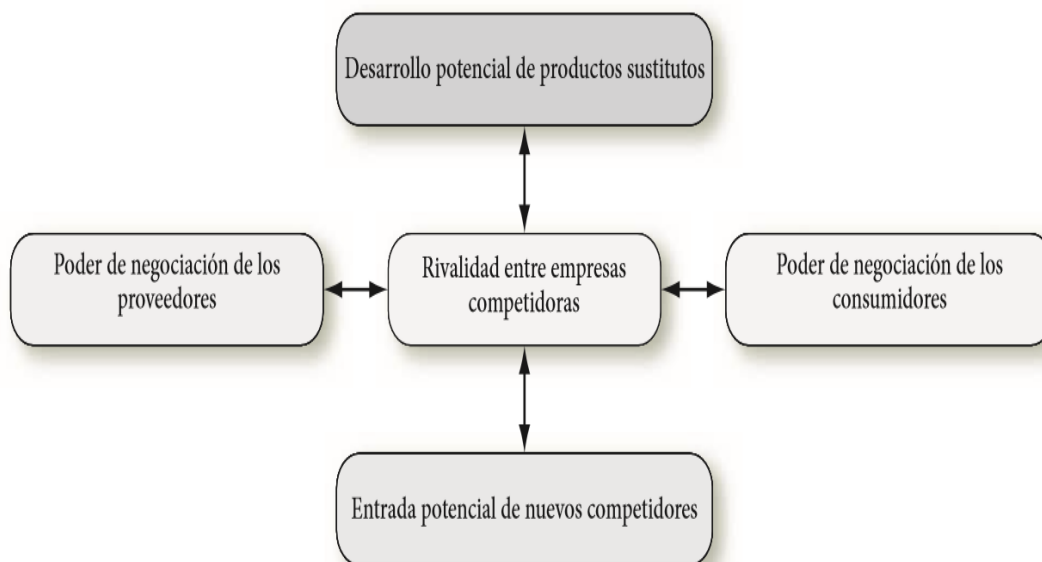 Desarrollo potencial de productos sustitutos
Poder de negociación de los
proveedores
Rivalidad entre empresas
competidoras
Poder de negociación de los
consumidores
Entrada potencial de nuevos competidores